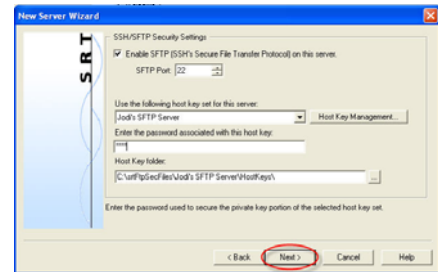 New Server Wizard
SRT
SSH/SFTP Security Settings
Enable SFTP (SSH's Secure File Transfer Protocol) on this server.
SFTP Port: 22
Use the following host key set for this server:
Jodi's SFTP Server
Host Key Management...
Enter the password associated with this host key:
****
Host Key folder:
C:\srtFtpSecFiles\Jodi's SFTP Server\HostKeys\
...
Enter the password used to secure the private key portion of the selected host key set.
< Back Next > Cancel Help